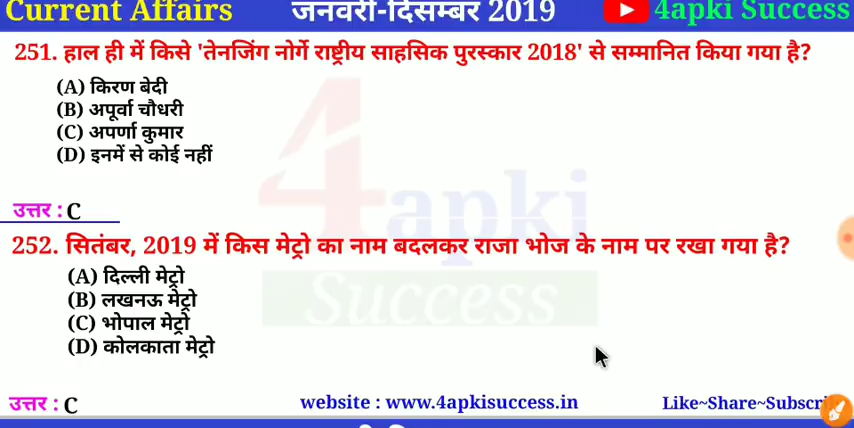 Current Affairs जनवरी-दिसम्बर 2019 4apki Success
251. हाल ही में किसे 'तेनजिंग नोर्गे राष्ट्रीय साहसिक पुरस्कार 2018' से सम्मानित किया गया है?
(A) किरण बेदी
(B) अपूर्वा चौधरी
(C) अपर्णा कुमार
(D) इनमें से कोई नहीं
4apki
उत्तर : C
252. सितंबर, 2019 में किस मेट्रो का नाम बदलकर राजा भोज के नाम पर रखा गया है?
(A) दिल्ली मेट्रो
(B) लखनऊ मेट्रो
Success
(C) भोपाल मेट्रो
(D) कोलकाता मेट्रो
उत्तर : C website : www.4apkisuccess.in Like~Share~Subscri